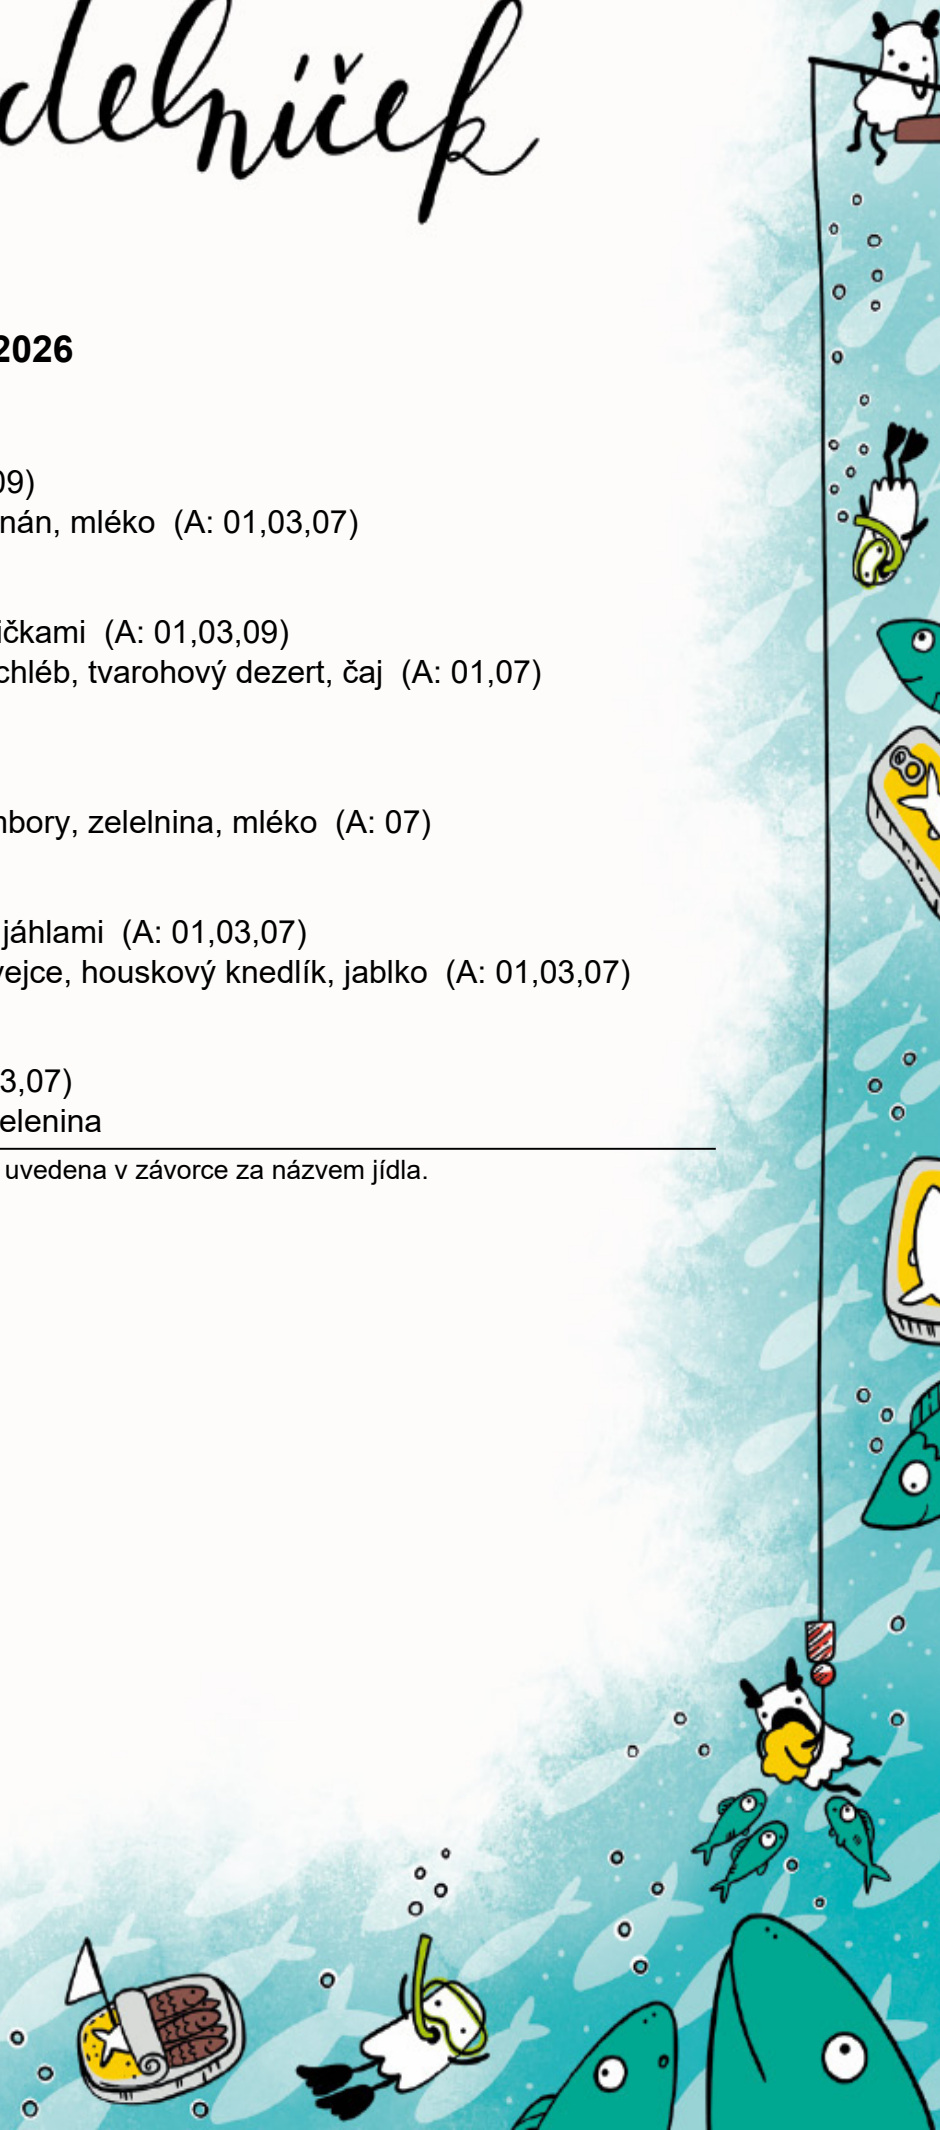 delníček
2026
09)
nán, mléko (A: 01,03,07)
ičkami (A: 01,03,09)
chléb, tvarohový dezert, čaj (A: 01,07)
mbory, zelelnina, mléko (A: 07)
jáhlami (A: 01,03,07)
vejce, houskový knedlík, jablko (A: 01,03,07)
3,07)
elenina
uvedena v závorce za názvem jídla.